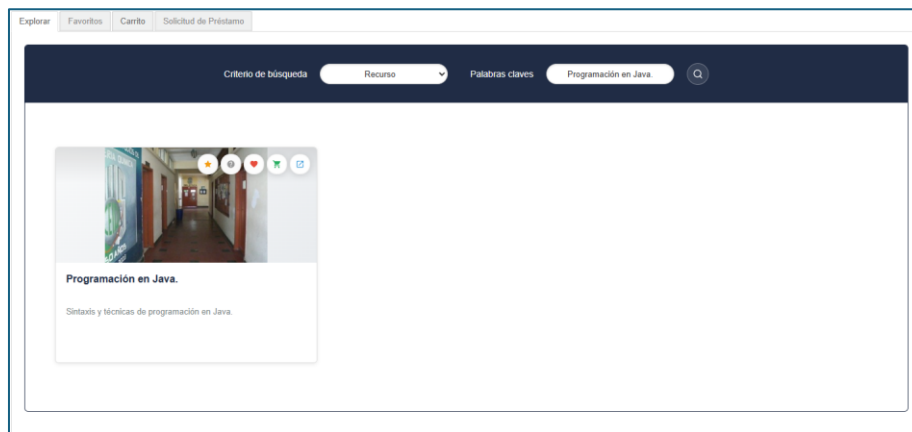 Explorar Favoritos Carrito Solicitud de Préstamo
Criterio de búsqueda Recurso Palabras claves Programación en Java.
Programación en Java.
Sintaxis y técnicas de programación en Java.